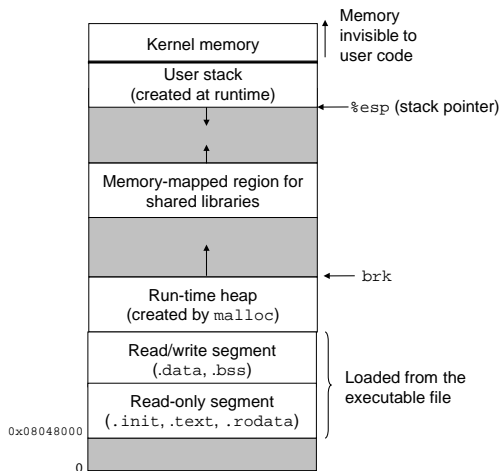 Memory
invisible to
user code
Kernel memory
User stack
(created at runtime)
%esp (stack pointer)
Memory-mapped region for
shared libraries
brk
Run-time heap
(created by malloc)
Read/write segment
(.data, .bss)
Loaded from the
executable file
Read-only segment
(.init, .text, .rodata)
0x08048000
0